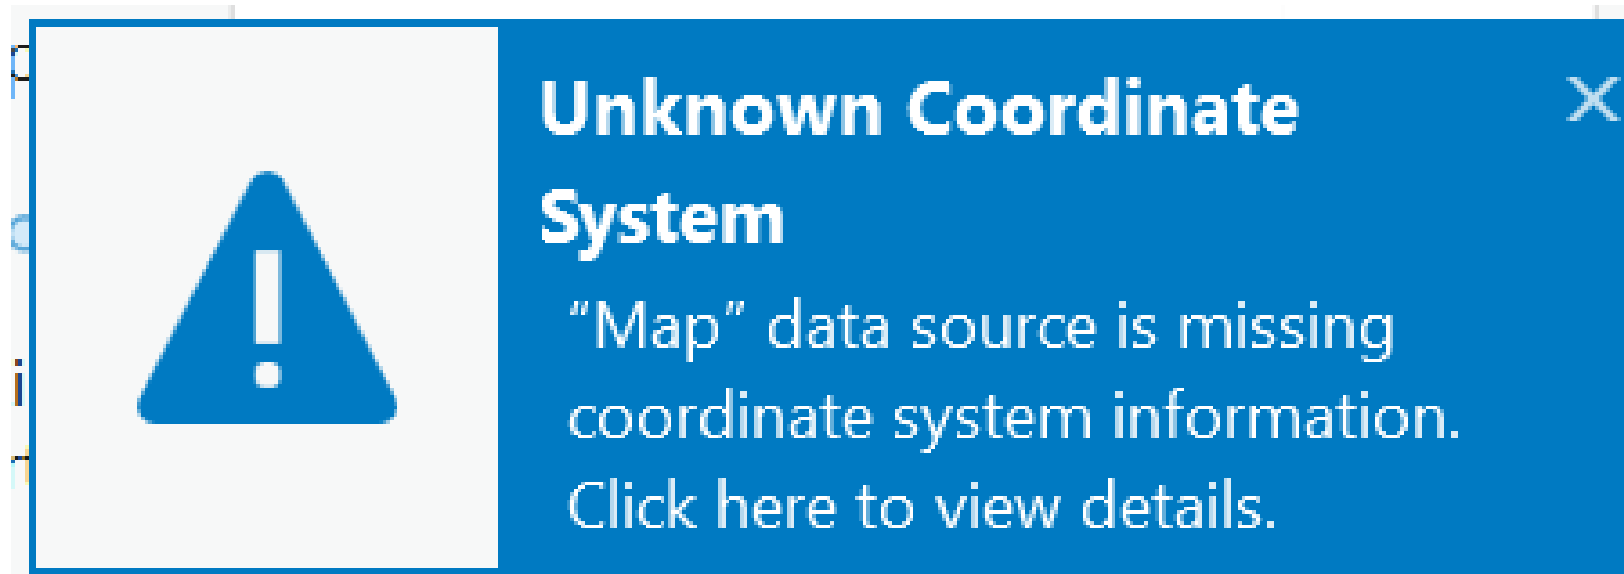 Unknown Coordinate
System
“Map” data source is missing
coordinate system information.
Click here to view details.